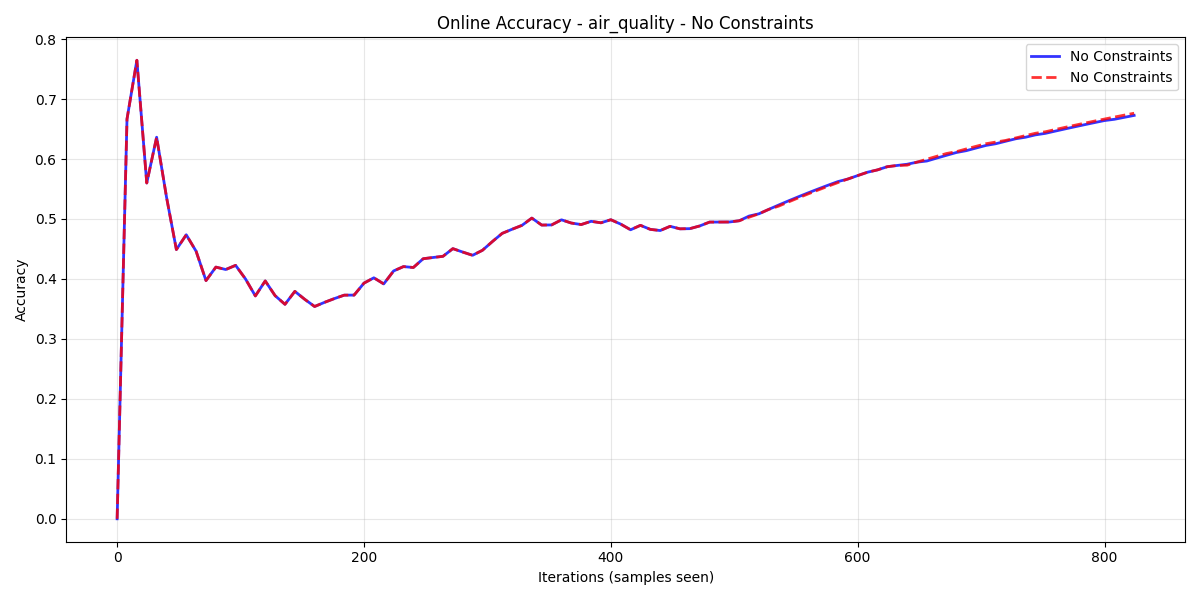 Online Accuracy - air_quality - No Constraints
No Constraints
No Constraints
Accuracy
0.8
0.7
0.6
0.5
0.4
0.3
0.2
0.1
0.0
0 200 400 600 800
Iterations (samples seen)